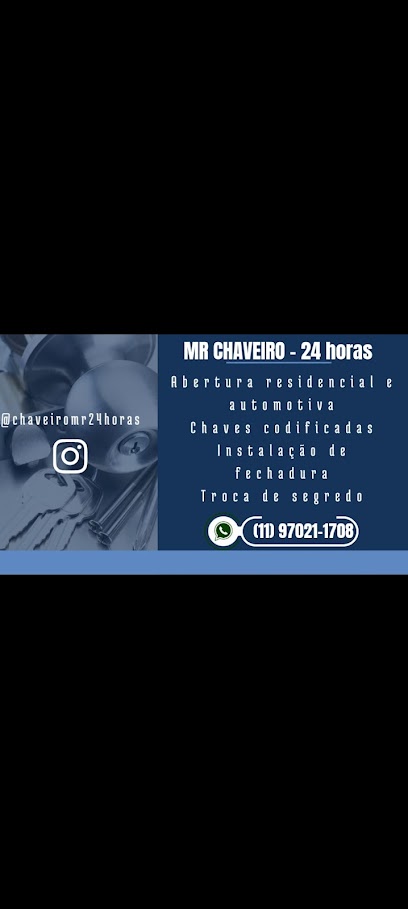 MR CHAVEIRO - 24 horas
Abertura residencial e
automotiva
Chaves codificadas
Instalação de
fechadura
Troca de segredo
(11) 97021-1708
@chaveiromr24horas